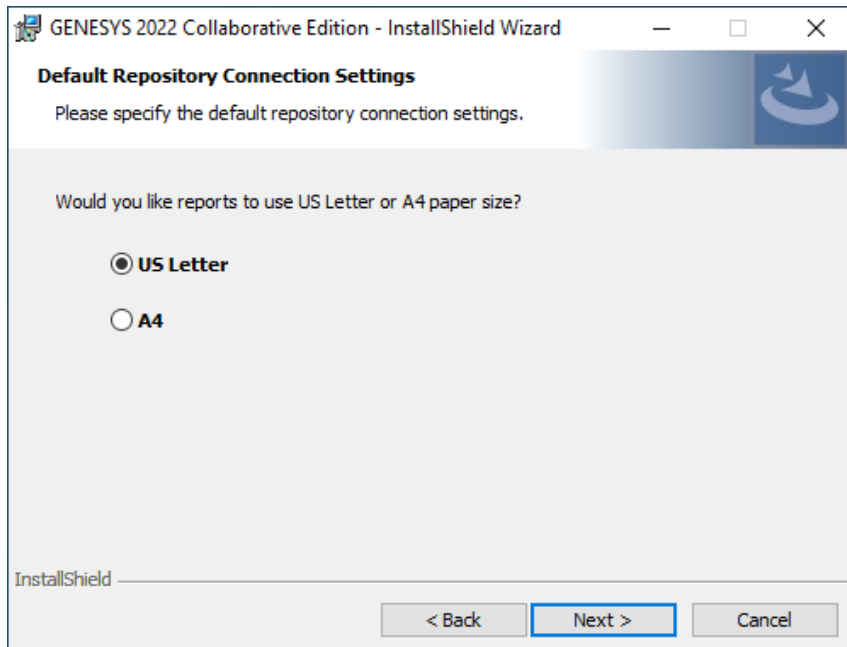 GENESYS 2022 Collaborative Edition - InstallShield Wizard
Default Repository Connection Settings
Please specify the default repository connection settings.
Would you like reports to use US Letter or A4 paper size?
US Letter
A4
InstallShield
< Back Next > Cancel